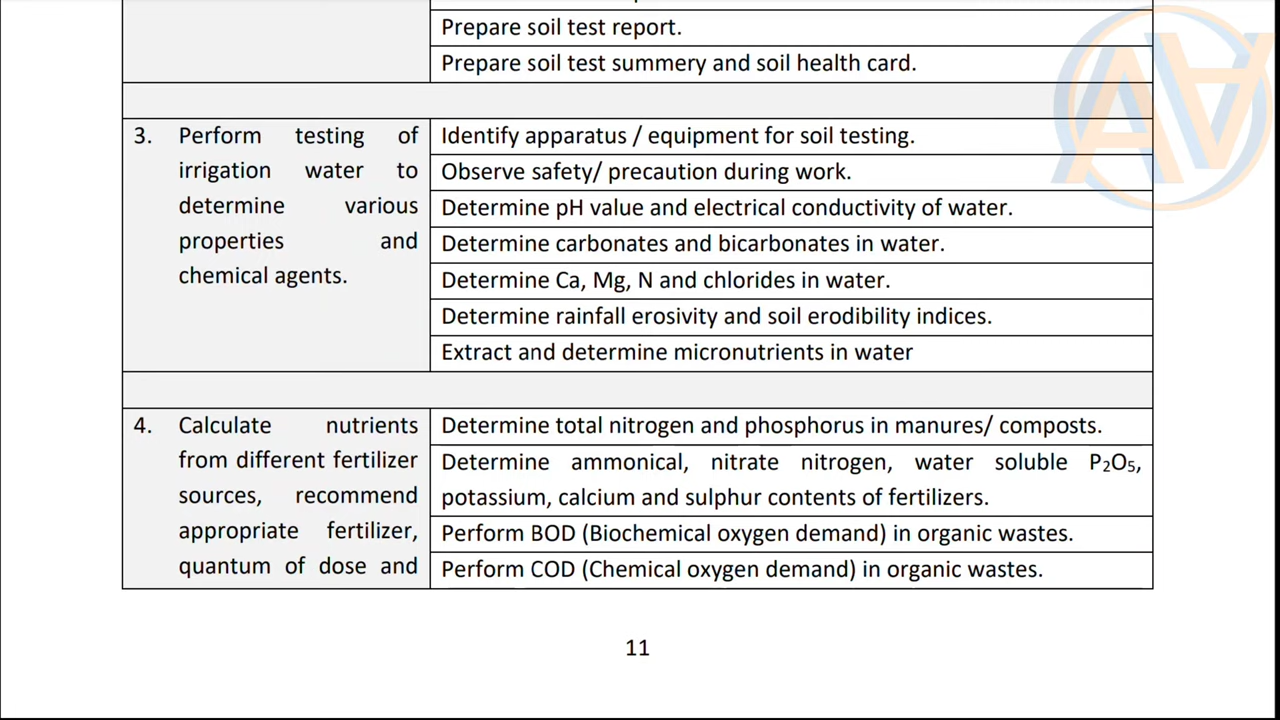 Prepare soil test report.
Prepare soil test summery and soil health card.
3. Perform testing of
irrigation water to
determine various
properties and
chemical agents.
Identify apparatus / equipment for soil testing.
Observe safety/ precaution during work.
Determine pH value and electrical conductivity of water.
Determine carbonates and bicarbonates in water.
Determine Ca, Mg, N and chlorides in water.
Determine rainfall erosivity and soil erodibility indices.
Extract and determine micronutrients in water
4. Calculate nutrients
from different fertilizer
sources, recommend
appropriate fertilizer,
quantum of dose and
Determine total nitrogen and phosphorus in manures/ composts.
Determine ammonical, nitrate nitrogen, water soluble P₂O₅,
potassium, calcium and sulphur contents of fertilizers.
Perform BOD (Biochemical oxygen demand) in organic wastes.
Perform COD (Chemical oxygen demand) in organic wastes.
11